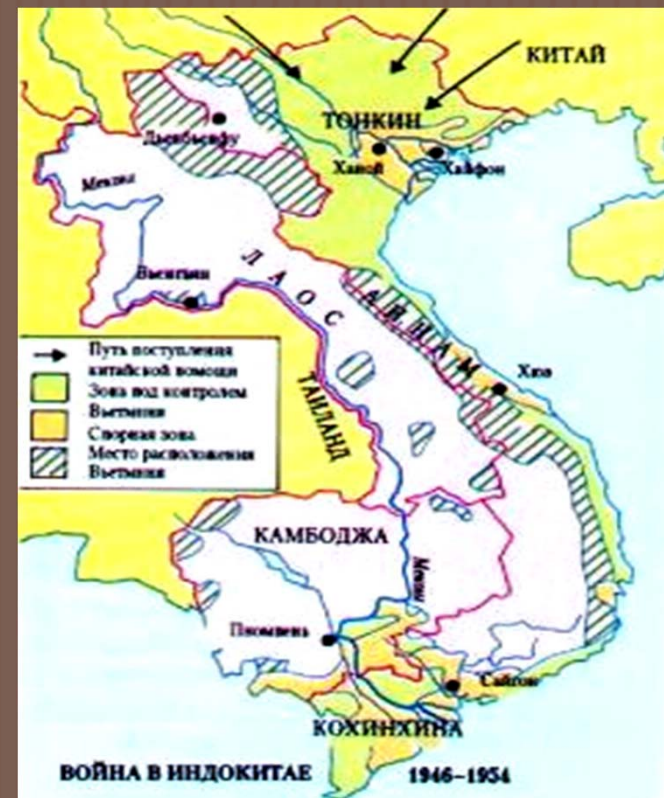 КИТАЙ
ТОНКИН
Дьенбьенфу
Ханой
Хайфон
Меконг
Вьентьян
ЛАОС
АННАМ
Хюэ
ТАИЛАНД
Путь поступления
китайской помощи
Зона под контролем
Вьетминя
Спорная зона
Место расположения
Вьетминя
КАМБОДЖА
Меконг
Пномпень
Сайгон
КОХИНХИНА
ВОЙНА В ИНДОКИТАЕ 1946–1954